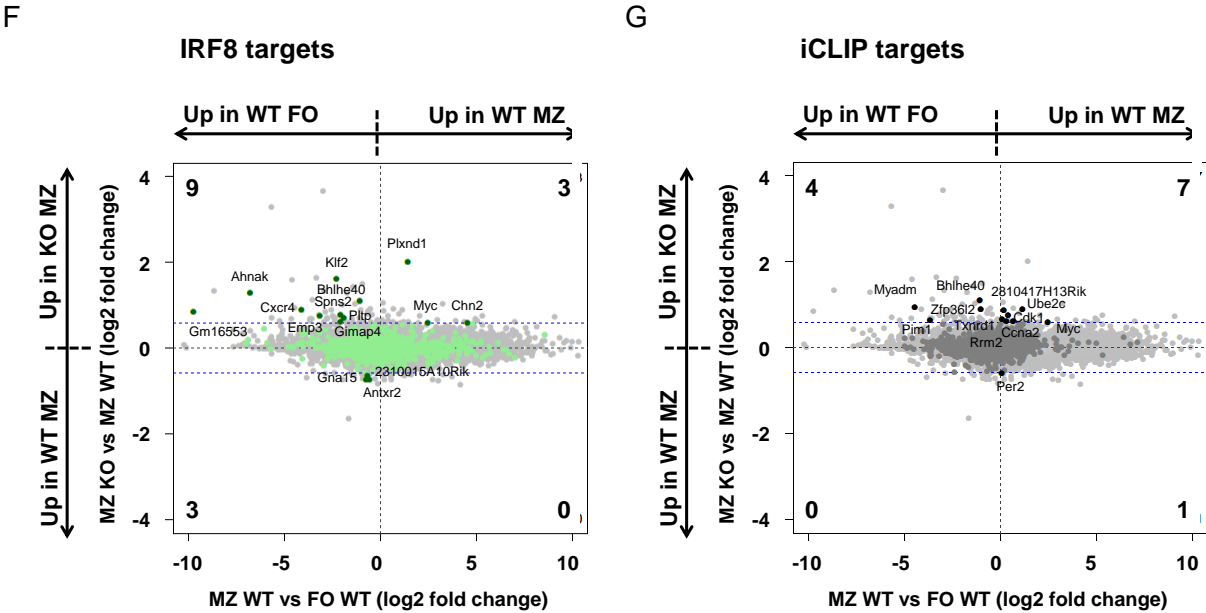 F
IRF8 targets
Up in WT FO
Up in WT MZ
Up in KO MZ
Up in WT MZ
MZ KO vs MZ WT (log2 fold change)
4
2
0
-2
-4
9
3
Plxnd1
Klf2
Ahnak
Bhlhe40
Cxcr4
Spns2
Myc
Chn2
Pltp
Gm16553
Emp3
Gimap4
Gna15
2310015A10Rik
Antxr2
3
0
-10
-5
0
5
10
MZ WT vs FO WT (log2 fold change)
G
iCLIP targets
Up in WT FO
Up in WT MZ
Up in KO MZ
Up in WT MZ
MZ KO vs MZ WT (log2 fold change)
4
2
0
-2
-4
4
7
Myadm
Bhlhe40
2810417H13Rik
Zfp36l2
Ube2c
Cdk1
Pim1
Txnrd1
Ccna2
Myc
Rrm2
Per2
0
1
-10
-5
0
5
10
MZ WT vs FO WT (log2 fold change)